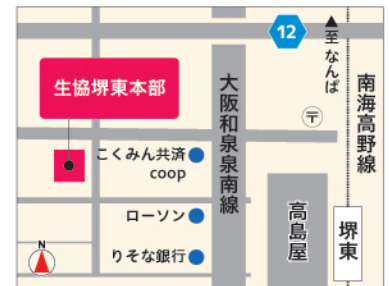 12
▲至 なんば
生協堺東本部
大阪和泉泉南線
南海高野線
〒
こくみん共済
coop
ローソン
高島屋
堺東
りそな銀行
N